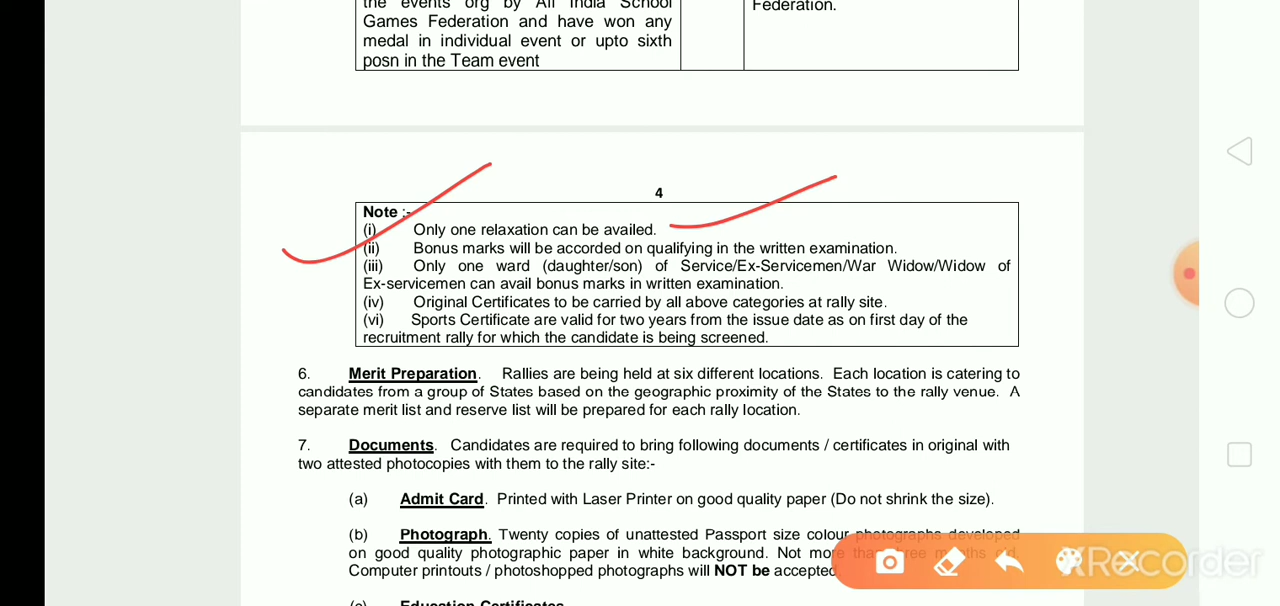 the events org by All India School
Games Federation and have won any
medal in individual event or upto sixth
posn in the Team event
Federation.
4
Note :-
(i) Only one relaxation can be availed.
(ii) Bonus marks will be accorded on qualifying in the written examination.
(iii) Only one ward (daughter/son) of Service/Ex-Servicemen/War Widow/Widow of
Ex-servicemen can avail bonus marks in written examination.
(iv) Original Certificates to be carried by all above categories at rally site.
(vi) Sports Certificate are valid for two years from the issue date as on first day of the
recruitment rally for which the candidate is being screened.
6. Merit Preparation. Rallies are being held at six different locations. Each location is catering to
candidates from a group of States based on the geographic proximity of the States to the rally venue. A
separate merit list and reserve list will be prepared for each rally location.
7. Documents. Candidates are required to bring following documents / certificates in original with
two attested photocopies with them to the rally site:-
(a) Admit Card. Printed with Laser Printer on good quality paper (Do not shrink the size).
(b) Photograph. Twenty copies of unattested Passport size colour photographs developed
on good quality photographic paper in white background. Not more than three months old.
Computer printouts / photoshopped photographs will NOT be accepted
(c) Education Certificates
XRecorder